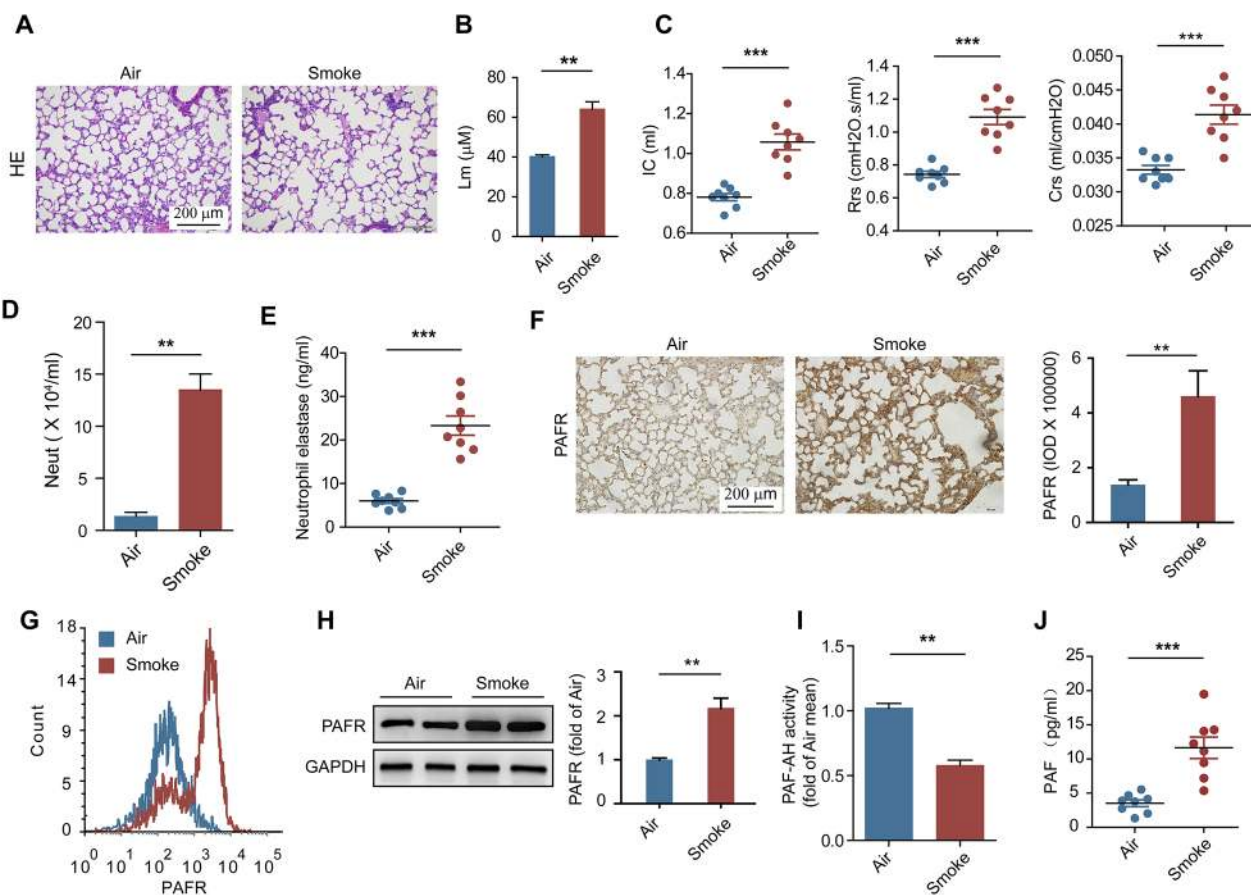 A
Air
Smoke
HE
200 µm
B
**
Lm (µM)
80
60
40
20
0
Air
Smoke
C
***
IC (ml)
1.4
1.2
1.0
0.8
0.6
Air
Smoke
***
Rrs (cmH2O.s/ml)
1.4
1.2
1.0
0.8
0.6
0.4
Air
Smoke
***
Crs (ml/cmH2O)
0.050
0.045
0.040
0.035
0.030
0.025
Air
Smoke
D
**
Neut ( X 10⁴/ml)
20
15
10
5
0
Air
Smoke
E
***
Neutrophil elastase (ng/ml)
40
30
20
10
0
Air
Smoke
F
Air
Smoke
PAFR
200 µm
**
PAFR (IOD X 100000)
6
4
2
0
Air
Smoke
G
Air
Smoke
Count
18
14
9
5
0
10⁰
10¹
10²
10³
10⁴
10⁵
PAFR
H
Air
Smoke
PAFR
GAPDH
**
PAFR (fold of Air)
3
2
1
0
Air
Smoke
I
**
PAF-AH activity
(fold of Air mean)
1.5
1.0
0.5
0.0
Air
Smoke
J
***
PAF (pg/ml)
25
20
15
10
5
0
Air
Smoke